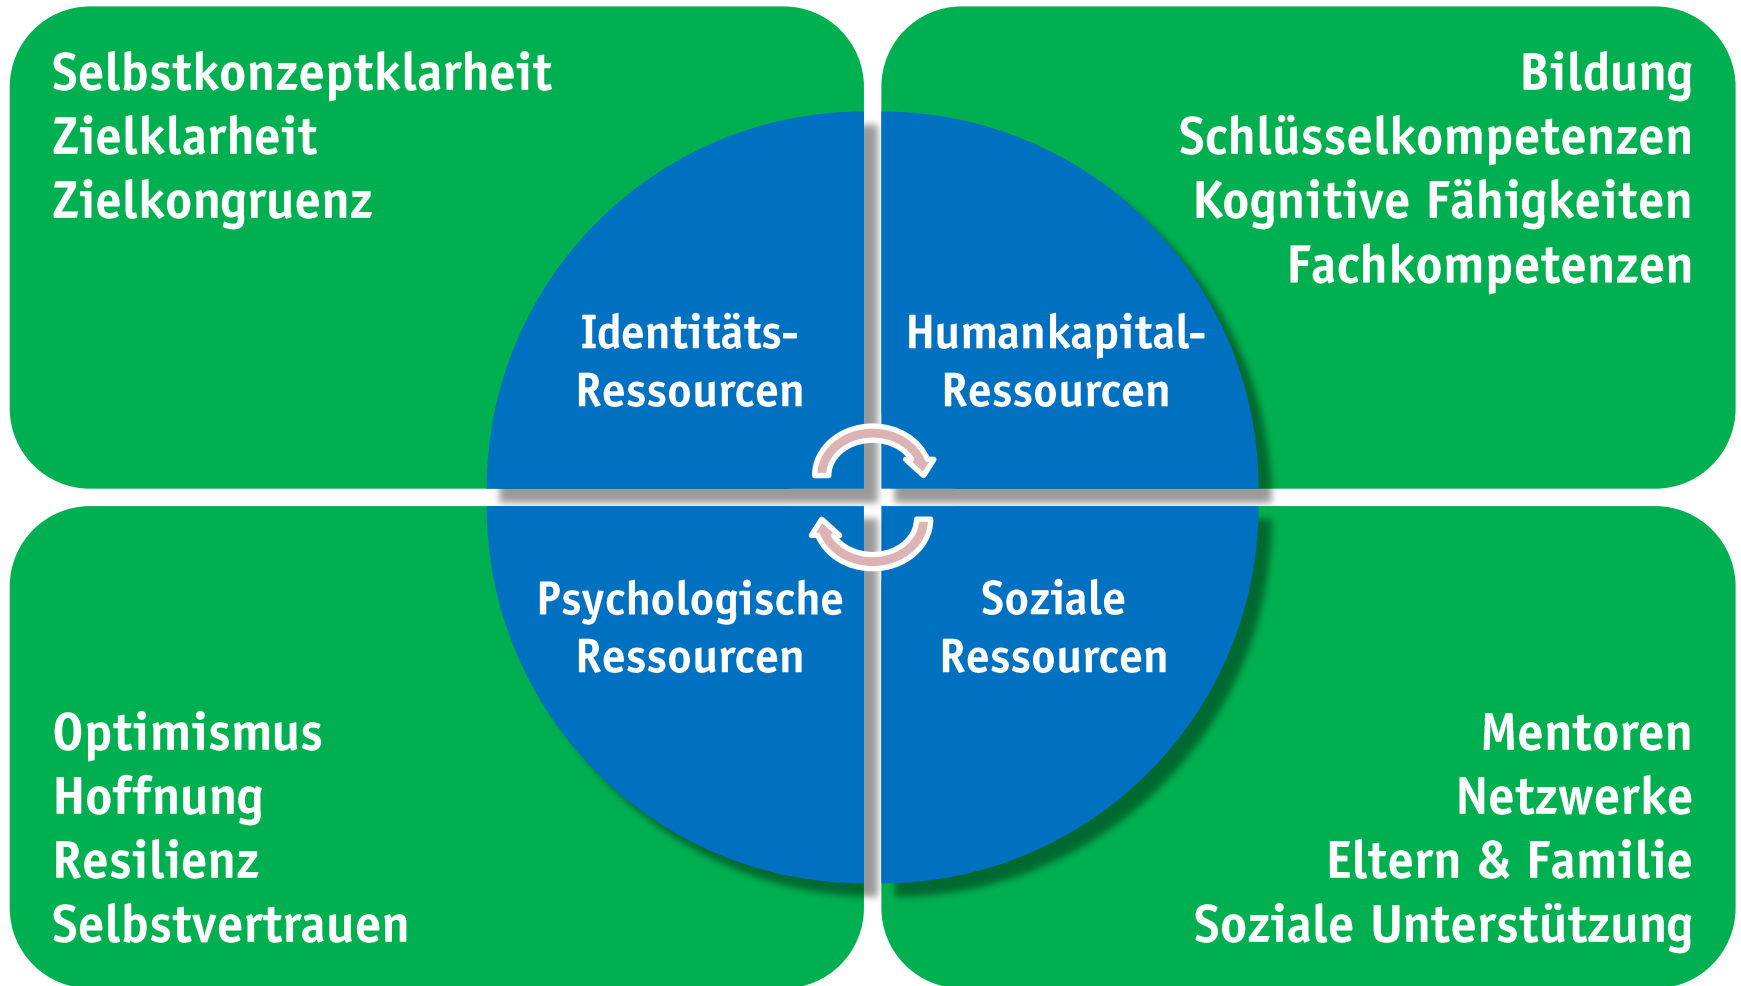 Selbstkonzeptklarheit
Zielklarheit
Zielkongruenz
Bildung
Schlüsselkompetenzen
Kognitive Fähigkeiten
Fachkompetenzen
Identitäts-
Ressourcen
Humankapital-
Ressourcen
Psychologische
Ressourcen
Soziale
Ressourcen
Optimismus
Hoffnung
Resilienz
Selbstvertrauen
Mentoren
Netzwerke
Eltern & Familie
Soziale Unterstützung